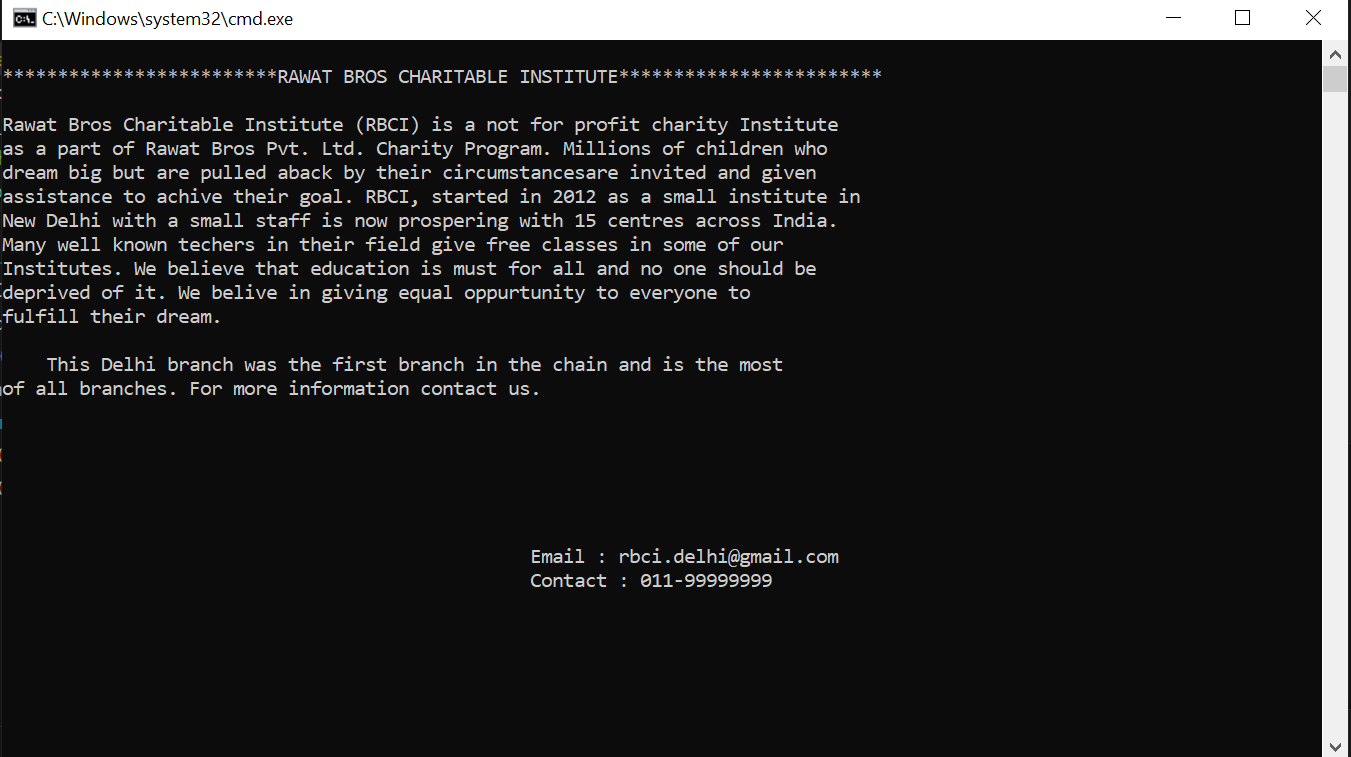 C:\Windows\system32\cmd.exe
*************************RAWAT BROS CHARITABLE INSTITUTE************************
Rawat Bros Charitable Institute (RBCI) is a not for profit charity Institute
as a part of Rawat Bros Pvt. Ltd. Charity Program. Millions of children who
dream big but are pulled aback by their circumstancesare invited and given
assistance to achive their goal. RBCI, started in 2012 as a small institute in
New Delhi with a small staff is now prospering with 15 centres across India.
Many well known techers in their field give free classes in some of our
Institutes. We believe that education is must for all and no one should be
deprived of it. We belive in giving equal oppurtunity to everyone to
fulfill their dream.
This Delhi branch was the first branch in the chain and is the most
of all branches. For more information contact us.
Email : rbci.delhi@gmail.com
Contact : 011-99999999